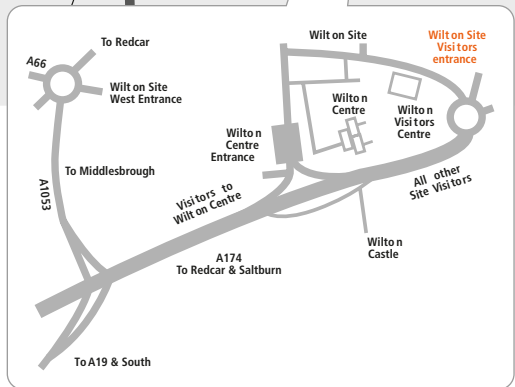 To Redcar
A66
Wilton Site
West Entrance
Wilton Site
Wilton Site
Visitors
entrance
Wilton
Centre
Wilton
Visitors
Centre
Wilton
Centre
Entrance
To Middlesbrough
A1053
Visitors to
Wilton Centre
All other
Site Visitors
A174
To Redcar & Saltburn
Wilton
Castle
To A19 & South